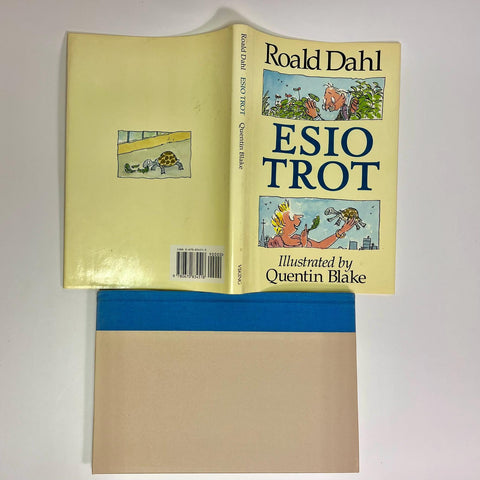 Roald Dahl
ESIO
TROT
Illustrated by
Quentin Blake
Roald Dahl ESIO TROT Quentin Blake VIKING